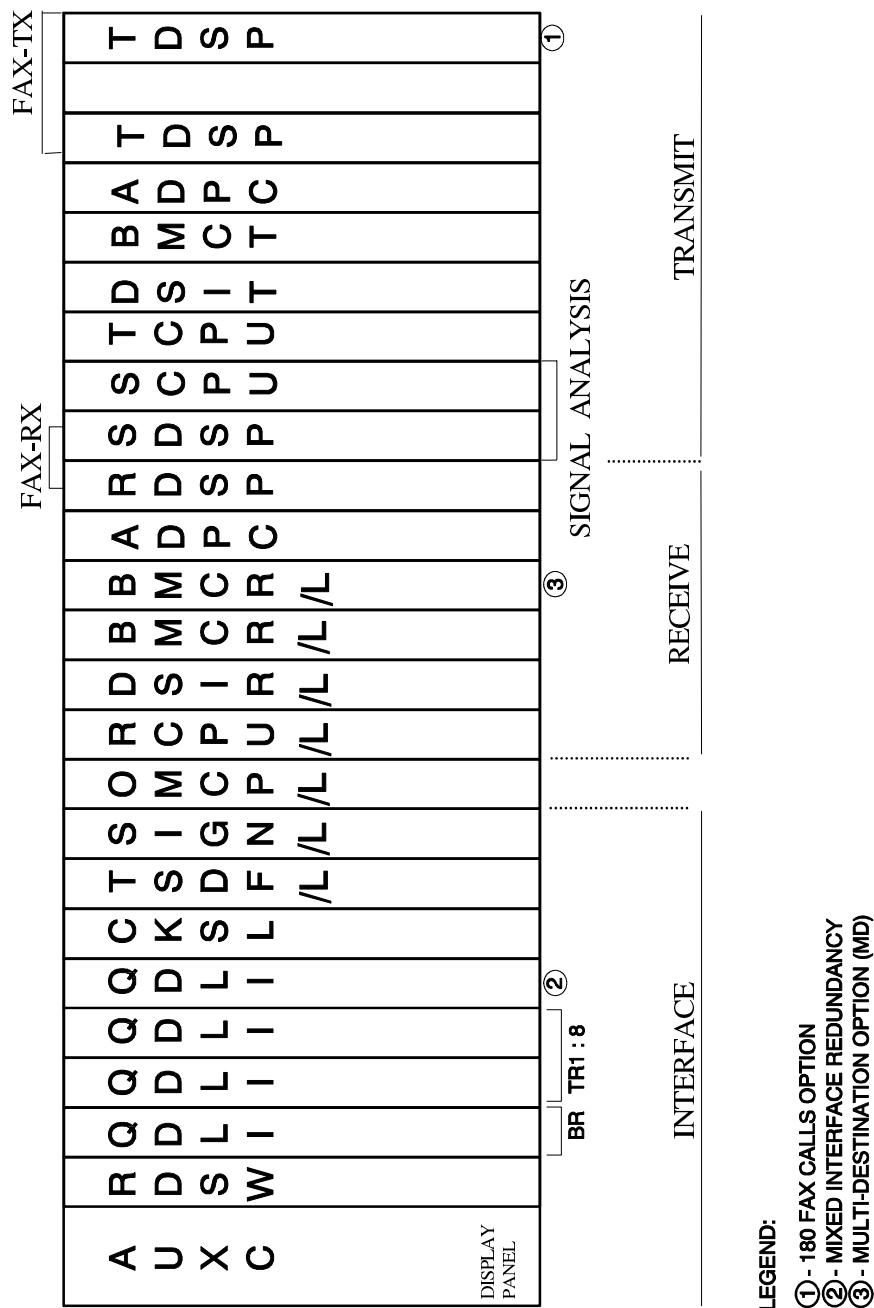 FAX-RX
FAX-TX
AUXC
DISPLAY
PANEL
RDSW
QDLI
QDLI
QDLI
QDLI
CKSL
TSDF/L
SIGN/L
OMCP/L
RCPU/L
DSIR/L
BMCR/L
BMCR/L
ADPC
RDSP
SDSP
SCPU
TCPU
DSIT
BMCT
ADPC
TDSP
TDSP
BR
TR1 : 8
②
③
①
SIGNAL ANALYSIS
INTERFACE
RECEIVE
TRANSMIT
LEGEND:
① - 180 FAX CALLS OPTION
② - MIXED INTERFACE REDUNDANCY
③ - MULTI-DESTINATION OPTION (MD)